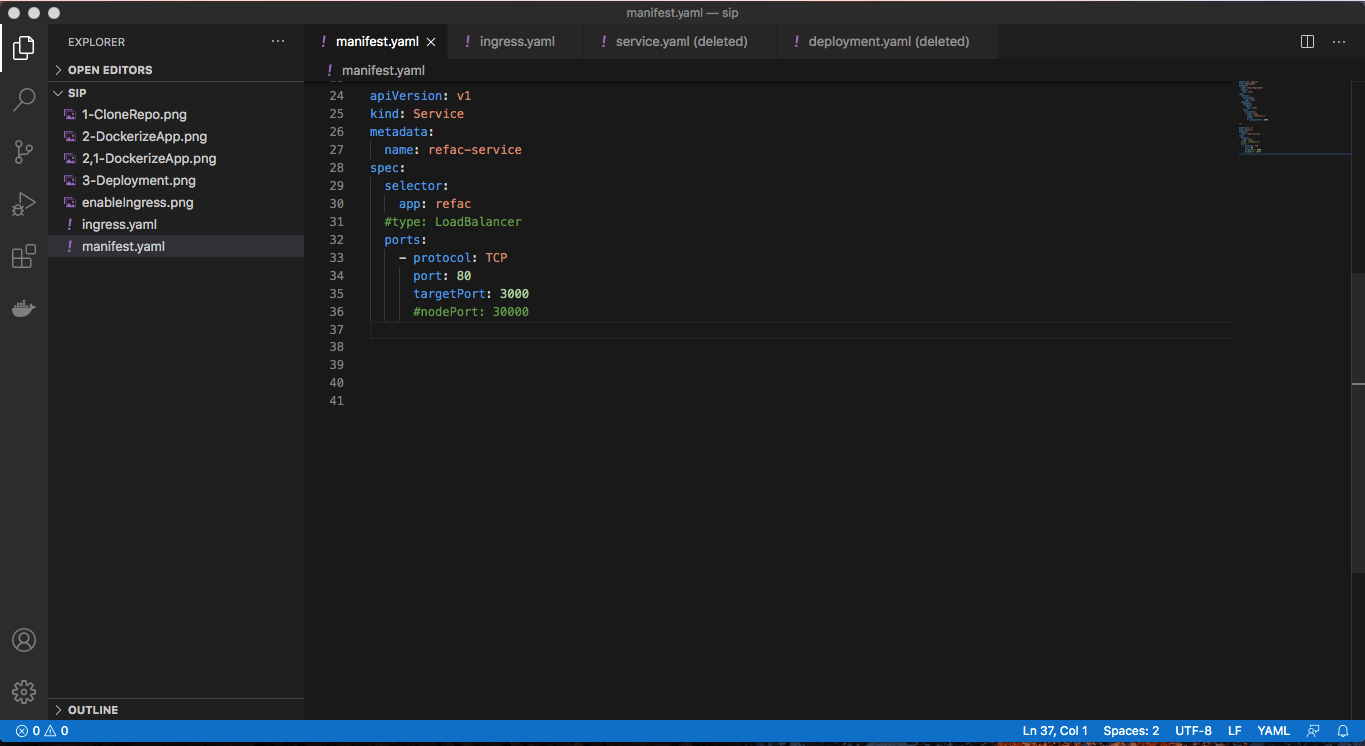 manifest.yaml — sip
EXPLORER
OPEN EDITORS
SIP
1-CloneRepo.png
2-DockerizeApp.png
2,1-DockerizeApp.png
3-Deployment.png
enableIngress.png
! ingress.yaml
! manifest.yaml
OUTLINE
! manifest.yaml
! ingress.yaml
! service.yaml (deleted)
! deployment.yaml (deleted)
! manifest.yaml
24 apiVersion: v1
25 kind: Service
26 metadata:
27   name: refac-service
28 spec:
29   selector:
30     app: refac
31   #type: LoadBalancer
32   ports:
33     - protocol: TCP
34       port: 80
35       targetPort: 3000
36       #nodePort: 30000
37
38
39
40
41
0 0
Ln 37, Col 1 Spaces: 2 UTF-8 LF YAML